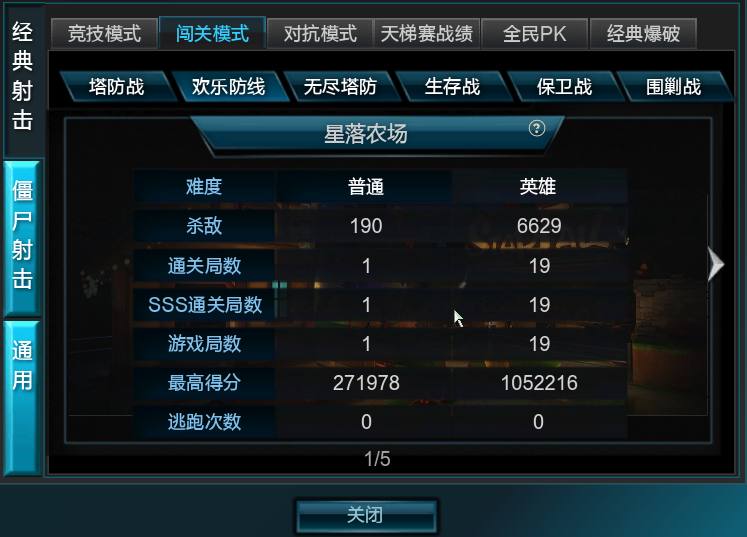 经典射击
僵尸射击
通用
竞技模式 闯关模式 对抗模式 天梯赛战绩 全民PK 经典爆破
塔防战 欢乐防线 无尽塔防 生存战 保卫战 围剿战
星落农场 ?
难度 普通 英雄
杀敌 190 6629
通关局数 1 19
SSS通关局数 1 19
游戏局数 1 19
最高得分 271978 1052216
逃跑次数 0 0
1/5
关闭